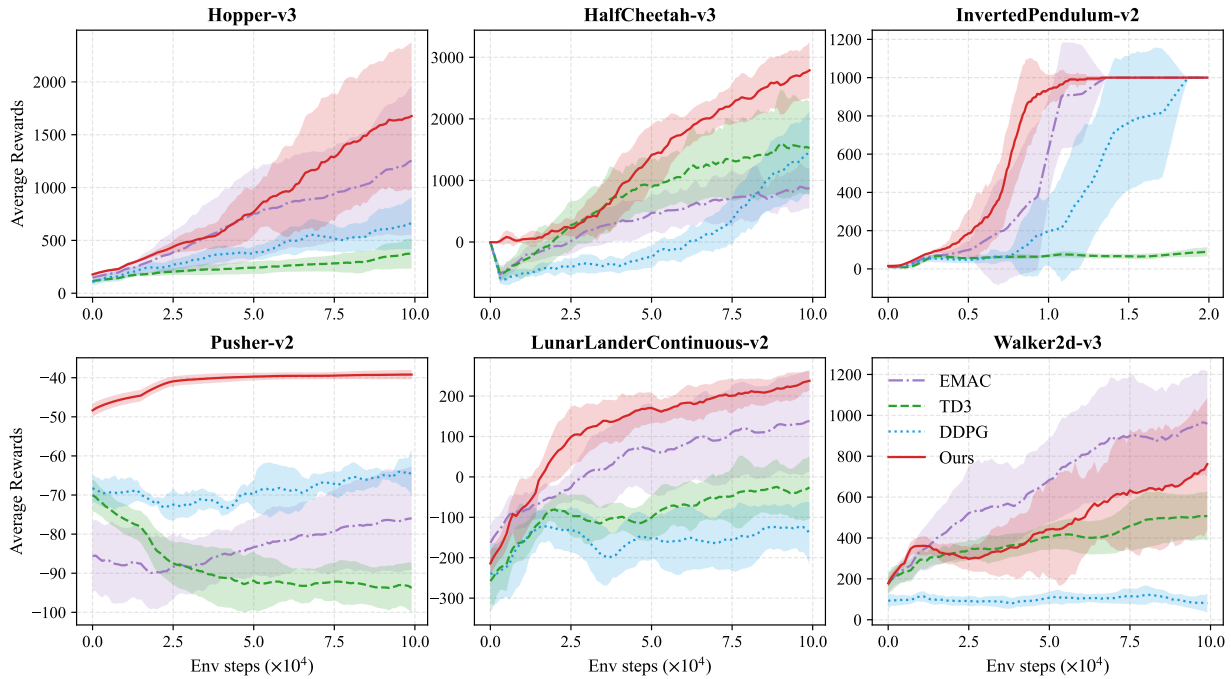 Hopper-v3
HalfCheetah-v3
InvertedPendulum-v2
Average Rewards
2000
1500
1000
500
0
0.0 2.5 5.0 7.5 10.0
3000
2000
1000
0
0.0 2.5 5.0 7.5 10.0
1200
1000
800
600
400
200
0
0.0 0.5 1.0 1.5 2.0
Pusher-v2
LunarLanderContinuous-v2
Walker2d-v3
Average Rewards
−40
−50
−60
−70
−80
−90
−100
0.0 2.5 5.0 7.5 10.0
Env steps (×10⁴)
200
100
0
−100
−200
−300
0.0 2.5 5.0 7.5 10.0
Env steps (×10⁴)
1200
1000
800
600
400
200
0
EMAC
TD3
DDPG
Ours
0.0 2.5 5.0 7.5 10.0
Env steps (×10⁴)